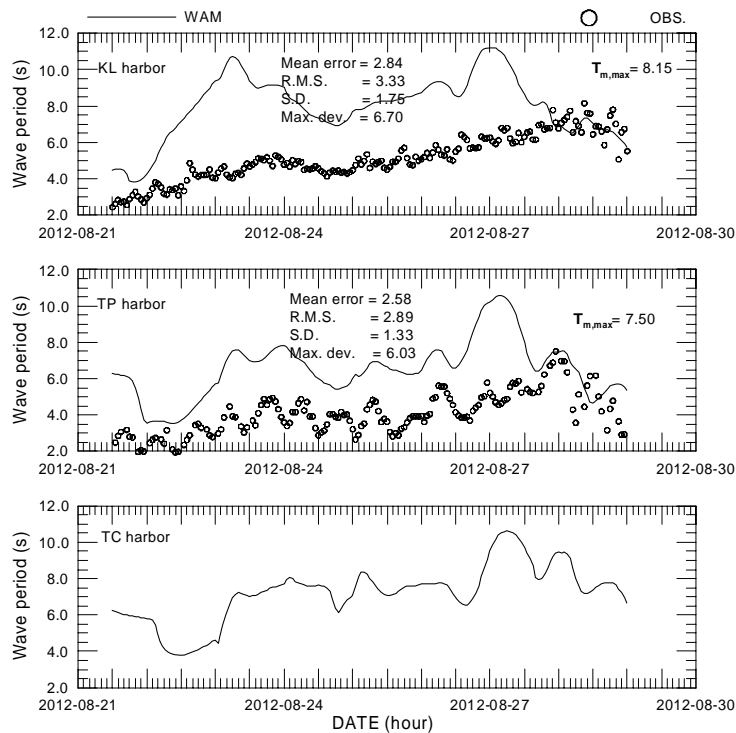 WAM OBS.
12.0
10.0
8.0
6.0
4.0
2.0
Wave period (s)
KL harbor
Mean error = 2.84
R.M.S. = 3.33
S.D. = 1.75
Max. dev. = 6.70
Tm,max= 8.15
2012-08-21 2012-08-24 2012-08-27 2012-08-30
12.0
10.0
8.0
6.0
4.0
2.0
Wave period (s)
TP harbor
Mean error = 2.58
R.M.S. = 2.89
S.D. = 1.33
Max. dev. = 6.03
Tm,max= 7.50
2012-08-21 2012-08-24 2012-08-27 2012-08-30
12.0
10.0
8.0
6.0
4.0
2.0
Wave period (s)
TC harbor
2012-08-21 2012-08-24 2012-08-27 2012-08-30
DATE (hour)